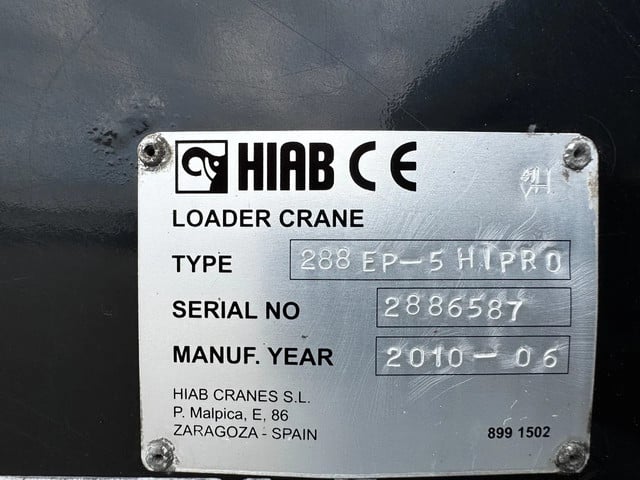 HIAB CE
LOADER CRANE
TYPE 288 EP-5 HIPRO
SERIAL NO 2886587
MANUF. YEAR 2010-06
HIAB CRANES S.L.
P. Malpica, E, 86
ZARAGOZA - SPAIN
899 1502